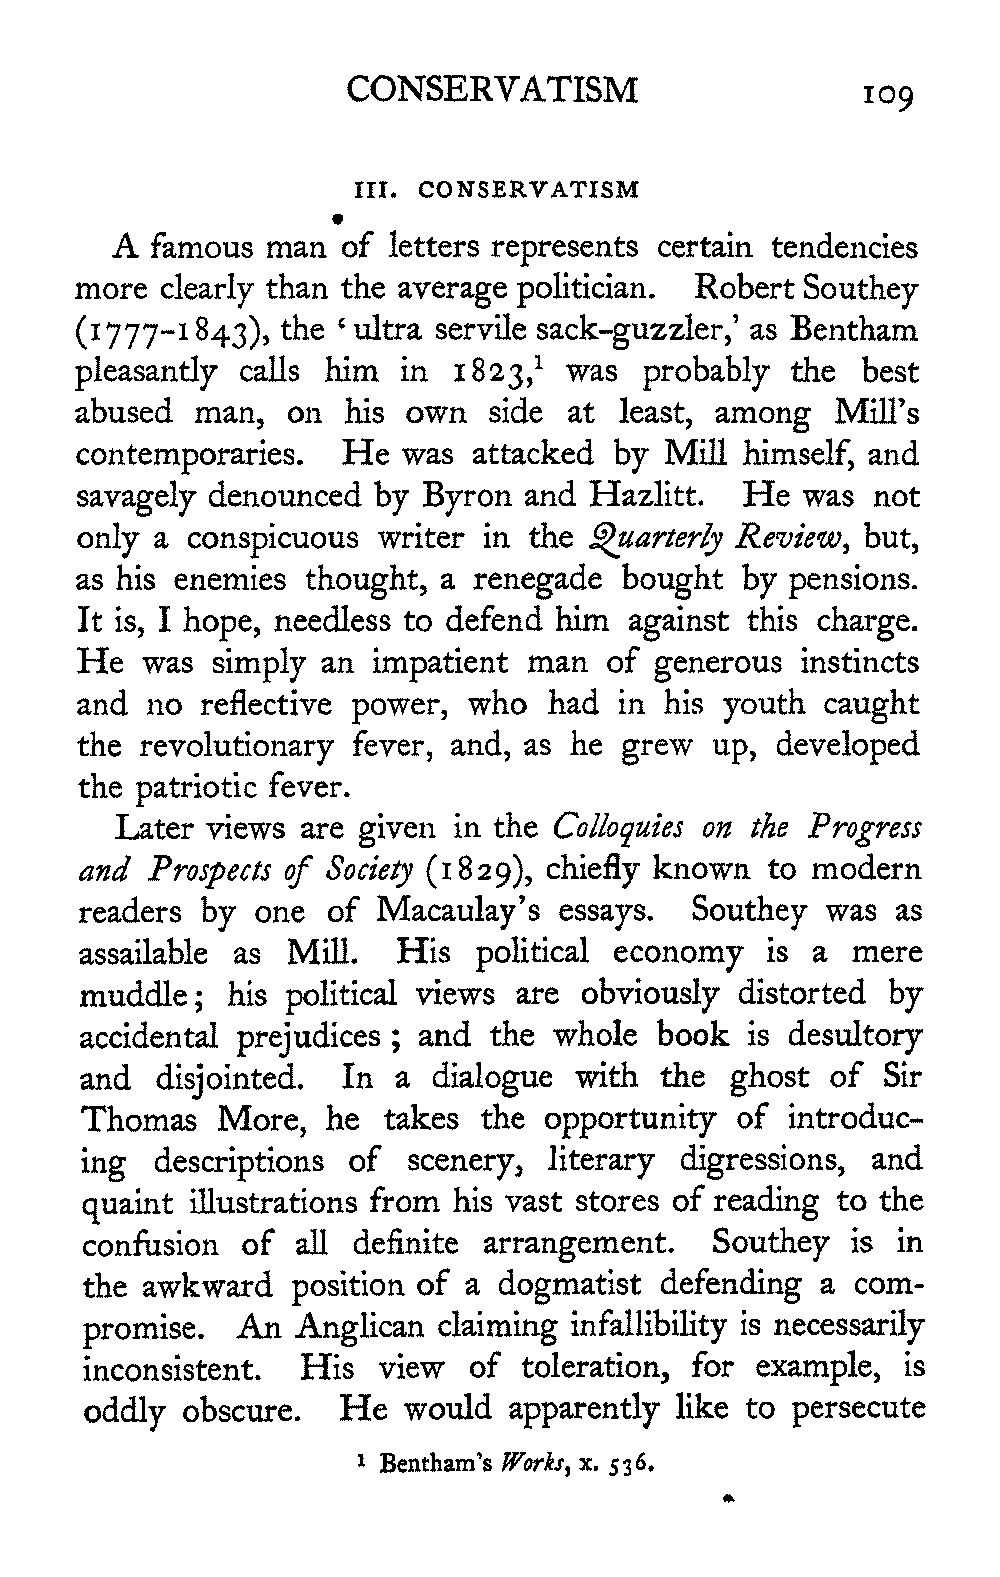 CONSERVATISM 109
III. CONSERVATISM
A famous man of letters represents certain tendencies
more clearly than the average politician. Robert Southey
(1777-1843), the ‘ultra servile sack-guzzler,’ as Bentham
pleasantly calls him in 1823,¹ was probably the best
abused man, on his own side at least, among Mill’s
contemporaries. He was attacked by Mill himself, and
savagely denounced by Byron and Hazlitt. He was not
only a conspicuous writer in the Quarterly Review, but,
as his enemies thought, a renegade bought by pensions.
It is, I hope, needless to defend him against this charge.
He was simply an impatient man of generous instincts
and no reflective power, who had in his youth caught
the revolutionary fever, and, as he grew up, developed
the patriotic fever.
Later views are given in the Colloquies on the Progress
and Prospects of Society (1829), chiefly known to modern
readers by one of Macaulay’s essays. Southey was as
assailable as Mill. His political economy is a mere
muddle; his political views are obviously distorted by
accidental prejudices; and the whole book is desultory
and disjointed. In a dialogue with the ghost of Sir
Thomas More, he takes the opportunity of introduc-
ing descriptions of scenery, literary digressions, and
quaint illustrations from his vast stores of reading to the
confusion of all definite arrangement. Southey is in
the awkward position of a dogmatist defending a com-
promise. An Anglican claiming infallibility is necessarily
inconsistent. His view of toleration, for example, is
oddly obscure. He would apparently like to persecute
¹ Bentham’s Works, x. 536.